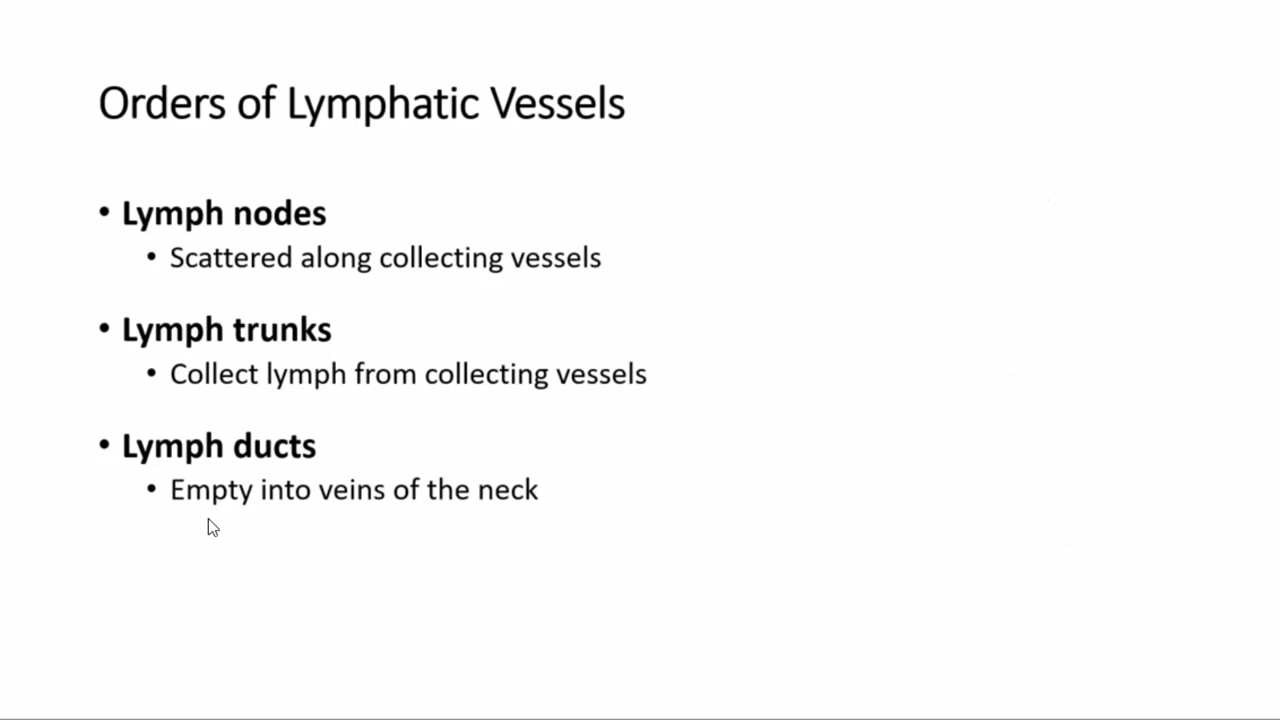 Orders of Lymphatic Vessels
• Lymph nodes
• Scattered along collecting vessels
• Lymph trunks
• Collect lymph from collecting vessels
• Lymph ducts
• Empty into veins of the neck